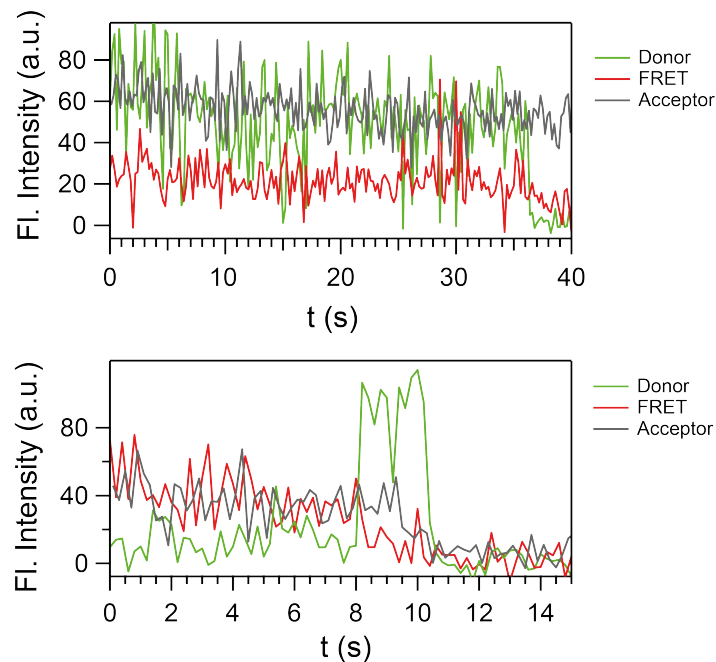 Fl. Intensity (a.u.)
80
60
40
20
0
0 10 20 30 40
t (s)
Donor
FRET
Acceptor
Fl. Intensity (a.u.)
80
40
0
0 2 4 6 8 10 12 14
t (s)
Donor
FRET
Acceptor